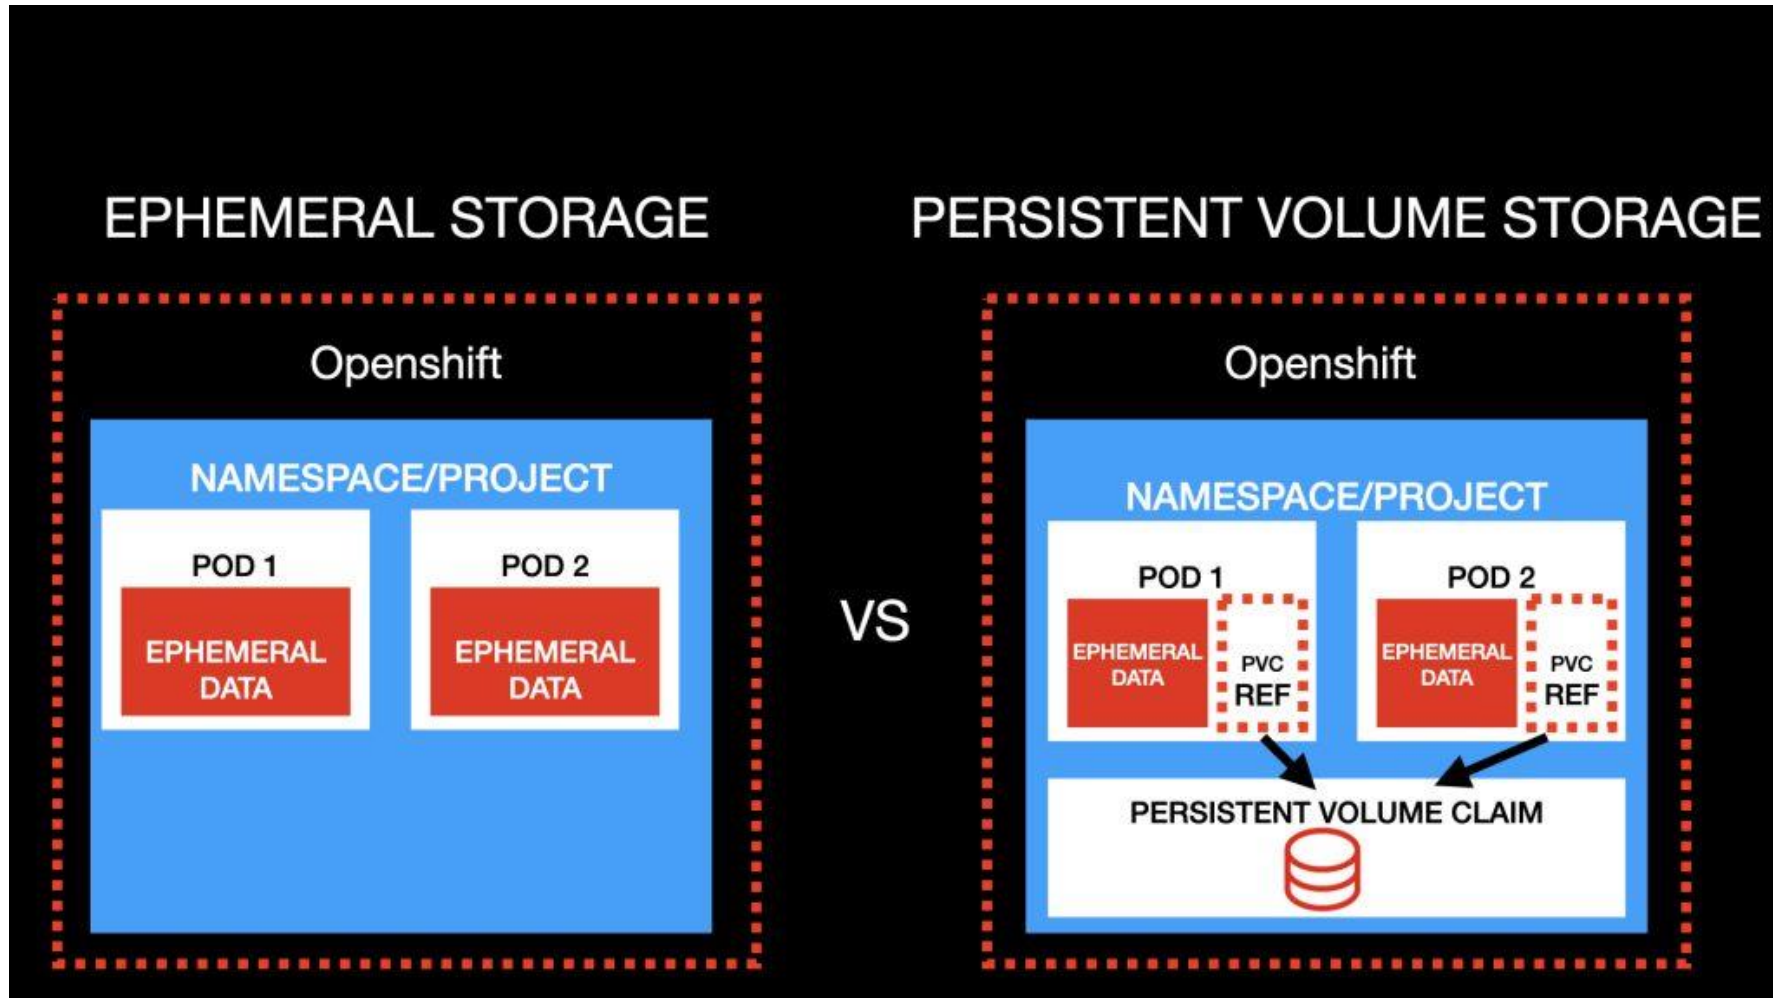 EPHEMERAL STORAGE
Openshift
NAMESPACE/PROJECT
POD 1
EPHEMERAL
DATA
POD 2
EPHEMERAL
DATA
VS
PERSISTENT VOLUME STORAGE
Openshift
NAMESPACE/PROJECT
POD 1
EPHEMERAL
DATA
PVC
REF
POD 2
EPHEMERAL
DATA
PVC
REF
PERSISTENT VOLUME CLAIM